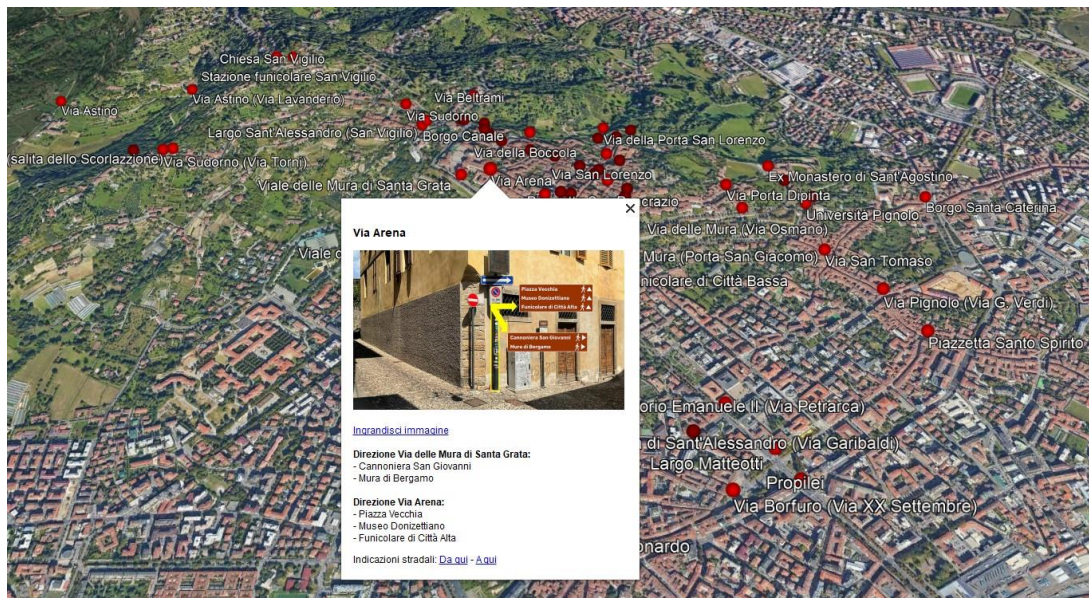 Chiesa San Vigilio
Stazione funicolare San Vigilio
Via Astino
Via Astino (Via Lavanderio)
Via Beltrami
Via Sudorno
Largo Sant'Alessandro (San Vigilio)
Borgo Canale
Via della Porta San Lorenzo
(salita dello Scorlazzione)
Via Sudorno (Via Torni)
Via della Boccola
Viale delle Mura di Santa Grata
Via Arena
Via San Lorenzo
Ex Monastero di Sant'Agostino
Via Porta Dipinta
Università Pignolo
Borgo Santa Caterina
Via delle Mura (Via Osmano)
Viale
Mura (Porta San Giacomo)
Via San Tomaso
nicolare di Città Bassa
Via Pignolo (Via G. Verdi)
Piazzetta Santo Spirito
orio Emanuele II (Via Petrarca)
di Sant'Alessandro (Via Garibaldi)
Largo Matteotti
Propilei
Via Borfuro (Via XX Settembre)
onardo
Via Arena
Piazza Vecchia
Museo Donizettiano
Funicolare di Città Alta
Cannoniera San Giovanni
Mura di Bergamo
Ingrandisci immagine
Direzione Via delle Mura di Santa Grata:
- Cannoniera San Giovanni
- Mura di Bergamo
Direzione Via Arena:
- Piazza Vecchia
- Museo Donizettiano
- Funicolare di Città Alta
Indicazioni stradali: Da qui - A qui